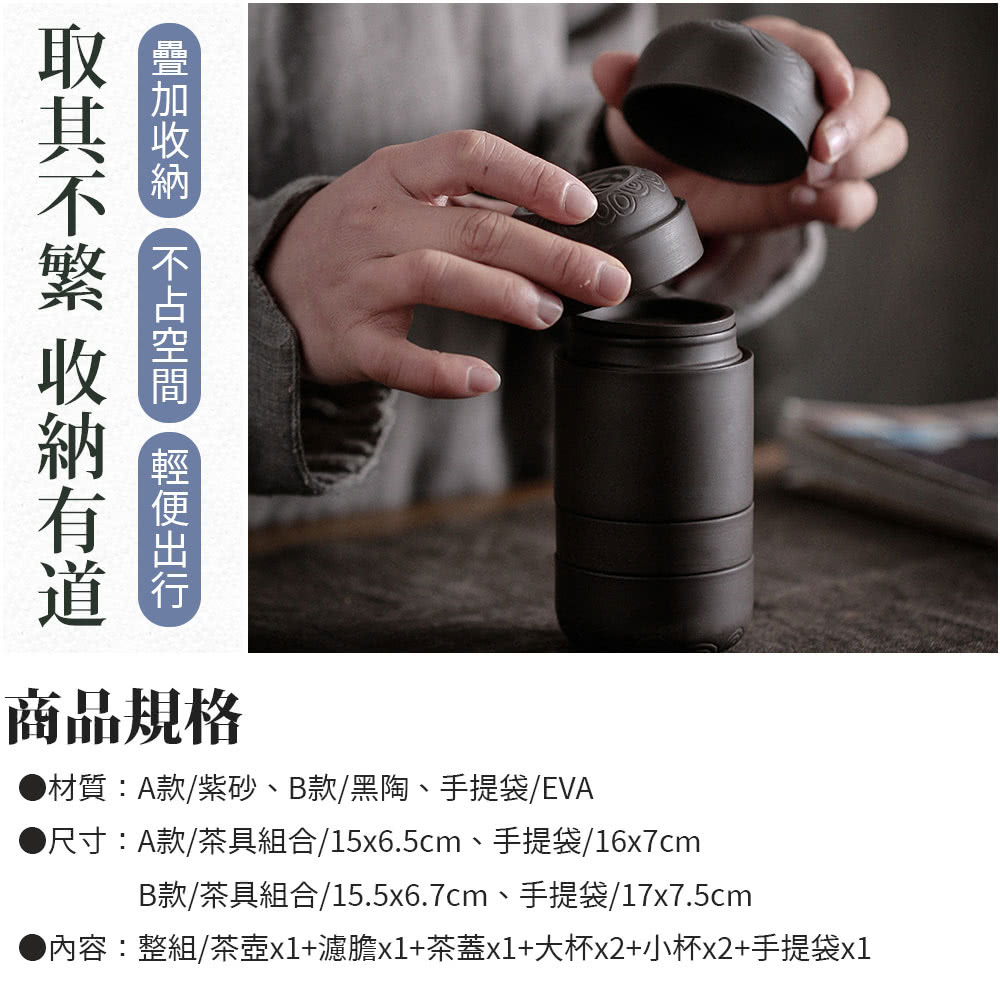 取其不繁 收納有道
疊加收納
不占空間
輕便出行
商品規格
●材質：A款/紫砂、B款/黑陶、手提袋/EVA
●尺寸：A款/茶具組合/15x6.5cm、手提袋/16x7cm
B款/茶具組合/15.5x6.7cm、手提袋/17x7.5cm
●內容：整組/茶壺x1+濾膽x1+茶蓋x1+大杯x2+小杯x2+手提袋x1